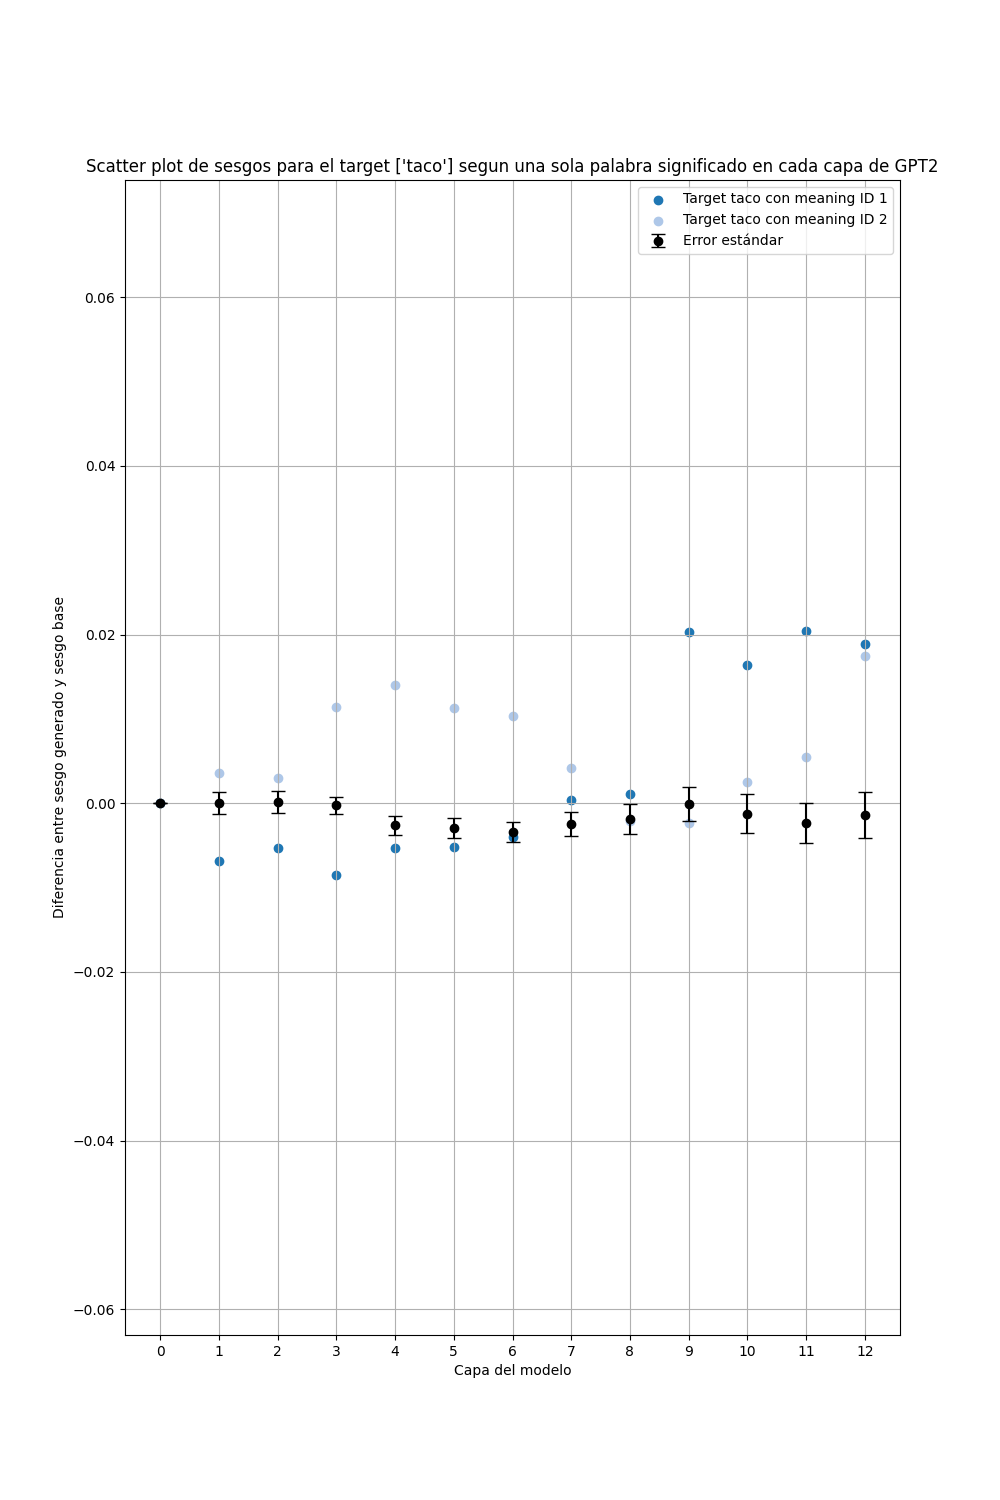 Scatter plot de sesgos para el target ['taco'] segun una sola palabra significado en cada capa de GPT2
Target taco con meaning ID 1
Target taco con meaning ID 2
Error estándar
Diferencia entre sesgo generado y sesgo base
0.06
0.04
0.02
0.00
−0.02
−0.04
−0.06
0 1 2 3 4 5 6 7 8 9 10 11 12
Capa del modelo